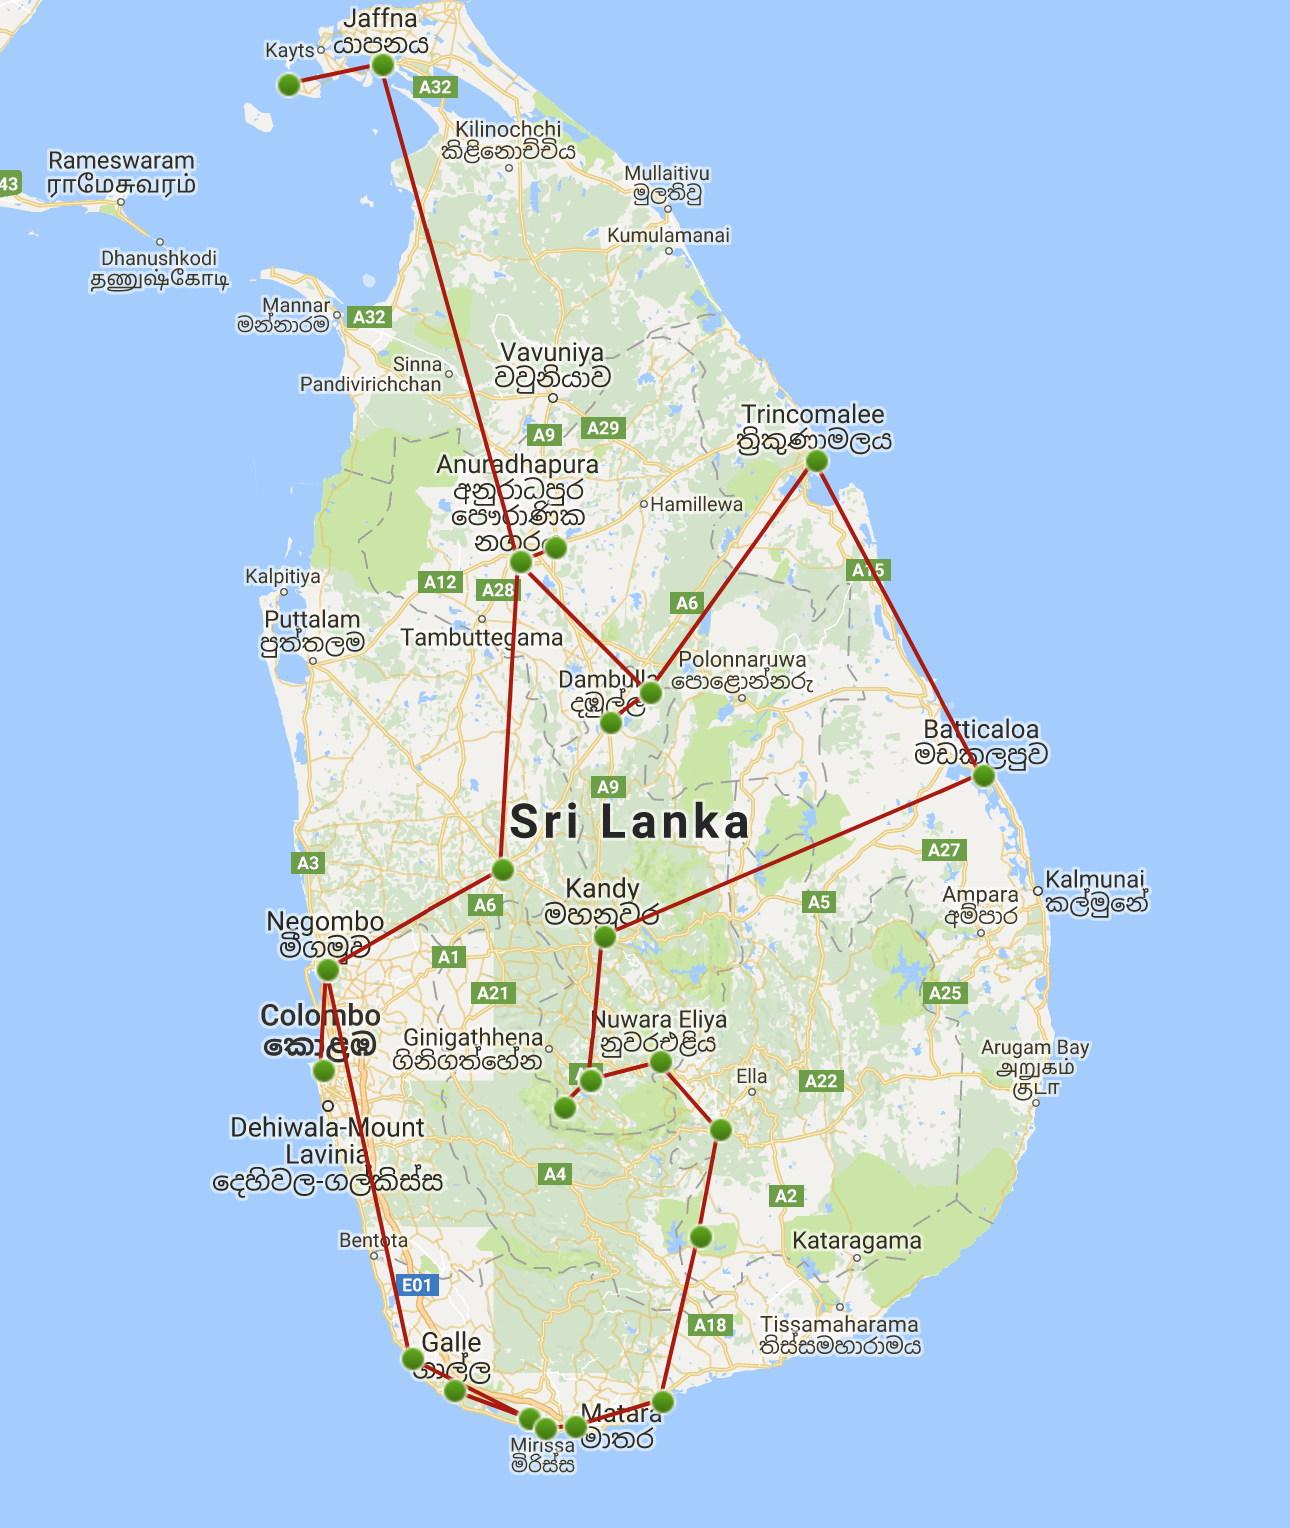 Jaffna
යාපනය
Kayts
A32
Kilinochchi
කිළිනොච්චිය
Rameswaram
ராமேசுவரம்
43
Mullaitivu
මුලතිව්
Kumulamanai
Dhanushkodi
தனுஷ்கோடி
Mannar
මන්නාරම
A32
Sinna
Pandivirichchan
Vavuniya
වවුනියාව
A9
A29
Trincomalee
ත්‍රිකුණාමලය
Anuradhapura
අනුරාධපුර
පෞරාණික
නගර
Hamillewa
A15
Kalpitiya
A12
A28
A6
Puttalam
පුත්තලම
Tambuttegama
Polonnaruwa
පොළොන්නරු
Dambulla
දඹුල්ල
Batticaloa
මඩකලපුව
A9
Sri Lanka
A3
A27
Kandy
මහනුවර
A6
A5
Ampara
අම්පාර
Kalmunai
කල්මුනේ
Negombo
මීගමුව
A1
A21
A25
Colombo
කොළඹ
Ginigathhena
ගිනිගත්හේන
Nuwara Eliya
නුවරඑළිය
Arugam Bay
அறுகம்
குடா
Ella
A22
Dehiwala-Mount
Lavinia
දෙහිවල-ගල්කිස්ස
A4
A2
Bentota
Kataragama
E01
A18
Tissamaharama
තිස්සමහාරාමය
Galle
ගාල්ල
Matara
මාතර
Mirissa
මිරිස්ස